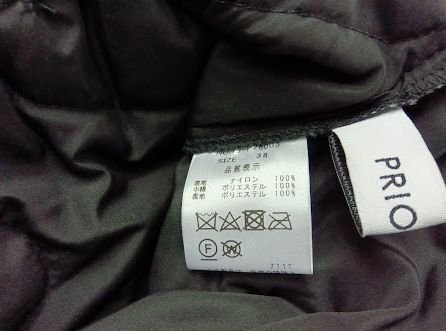 SIZE 38
品質表示
表地 ナイロン 100%
中綿 ポリエステル 100%
裏地 ポリエステル 100%
F W
7117
PRIO